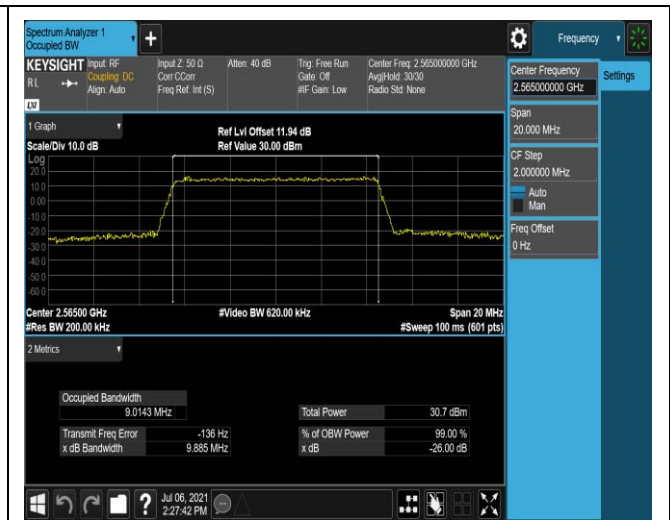 Spectrum Analyzer 1
Occupied BW
+
Frequency
KEYSIGHT
RL
LXI
Input: RF
Coupling: DC
Align: Auto
Input Z: 50 Ω
Corr CCorr
Freq Ref: Int (S)
Atten: 40 dB
Trig: Free Run
Gate: Off
#IF Gain: Low
Center Freq: 2.565000000 GHz
Avg|Hold: 30/30
Radio Std: None
Center Frequency
2.565000000 GHz
Settings
Span
20.000 MHz
CF Step
2.000000 MHz
Auto
Man
Freq Offset
0 Hz
1 Graph
Scale/Div 10.0 dB
Ref Lvl Offset 11.94 dB
Ref Value 30.00 dBm
Log
20.0
10.0
0.00
-10.0
-20.0
-30.0
-40.0
-50.0
-60.0
Center 2.56500 GHz
#Video BW 620.00 kHz
Span 20 MHz
#Res BW 200.00 kHz
#Sweep 100 ms (601 pts)
2 Metrics
Occupied Bandwidth
9.0143 MHz
Total Power 30.7 dBm
Transmit Freq Error -136 Hz
% of OBW Power 99.00 %
x dB Bandwidth 9.885 MHz
x dB -26.00 dB
?
Jul 06, 2021
2:27:42 PM